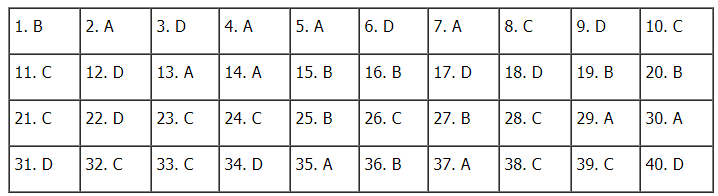 1. B 2. A 3. D 4. A 5. A 6. D 7. A 8. C 9. D 10. C
11. C 12. D 13. A 14. A 15. B 16. B 17. D 18. D 19. B 20. B
21. C 22. D 23. C 24. C 25. B 26. C 27. B 28. C 29. A 30. A
31. D 32. C 33. C 34. D 35. A 36. B 37. A 38. C 39. C 40. D